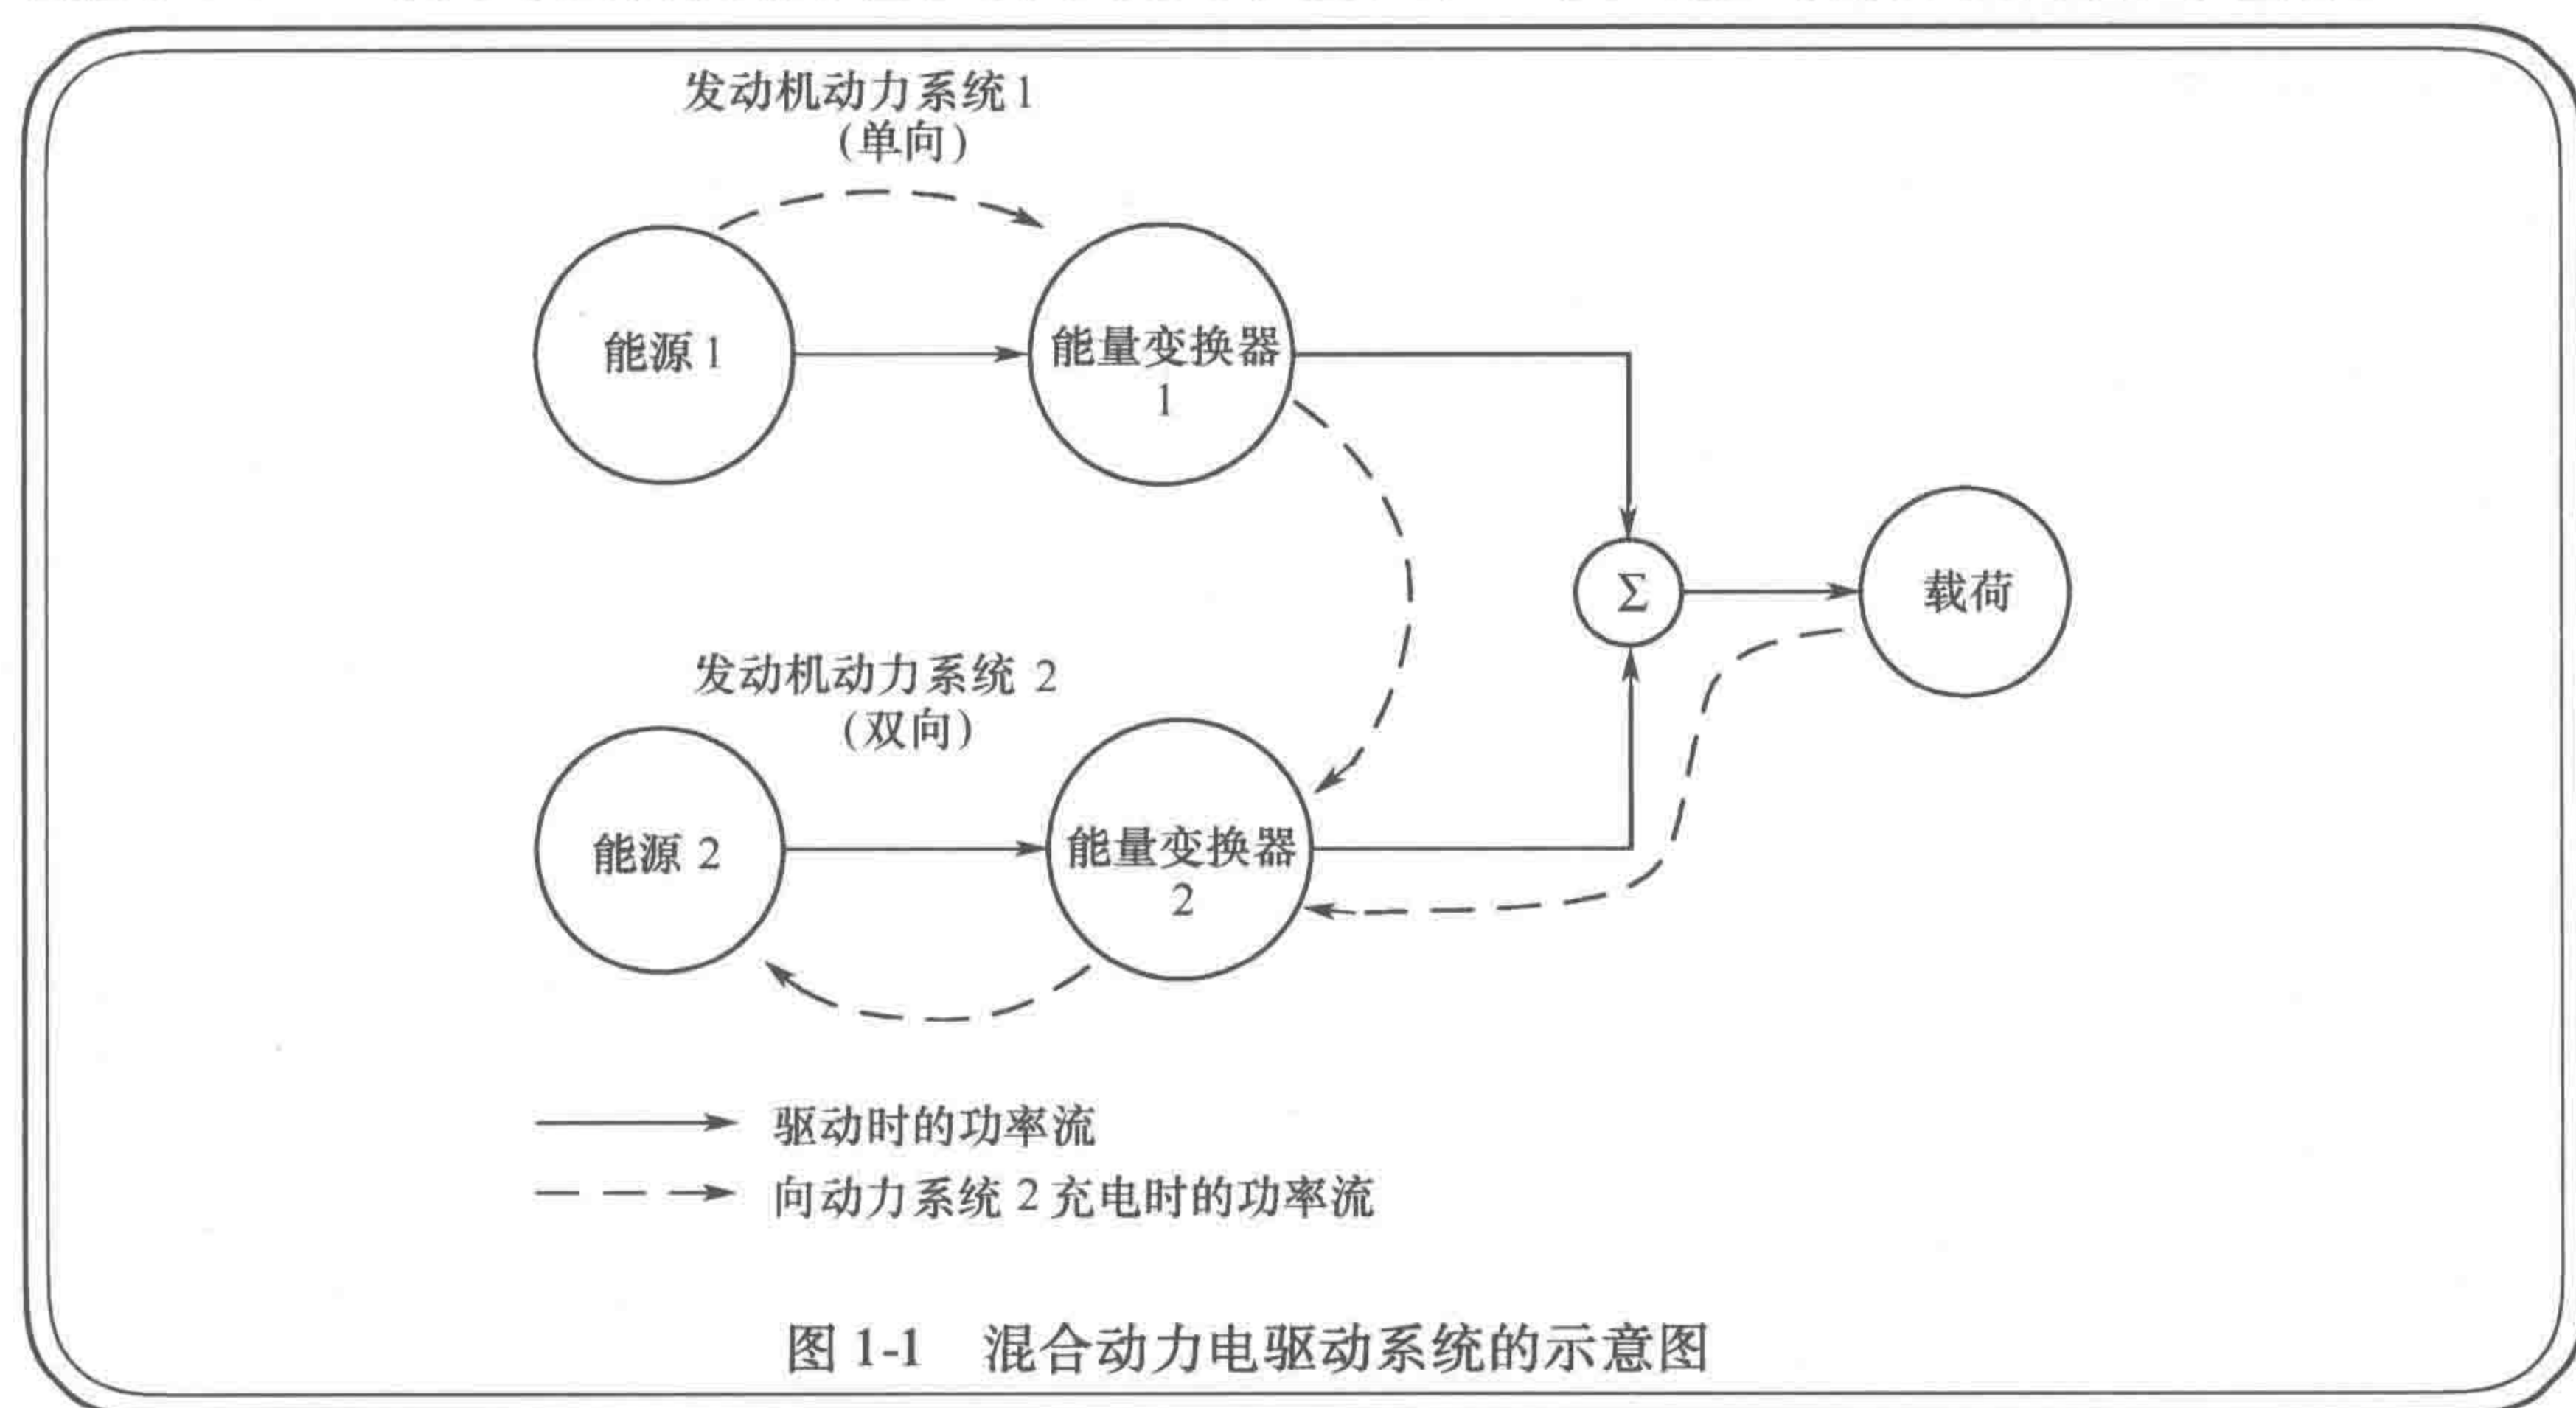 发动机动力系统1
(单向)
能源1
能量变换器
1
Σ
载荷
发动机动力系统 2
(双向)
能源 2
能量变换器
2
驱动时的功率流
向动力系统 2 充电时的功率流
图 1-1 混合动力电驱动系统的示意图